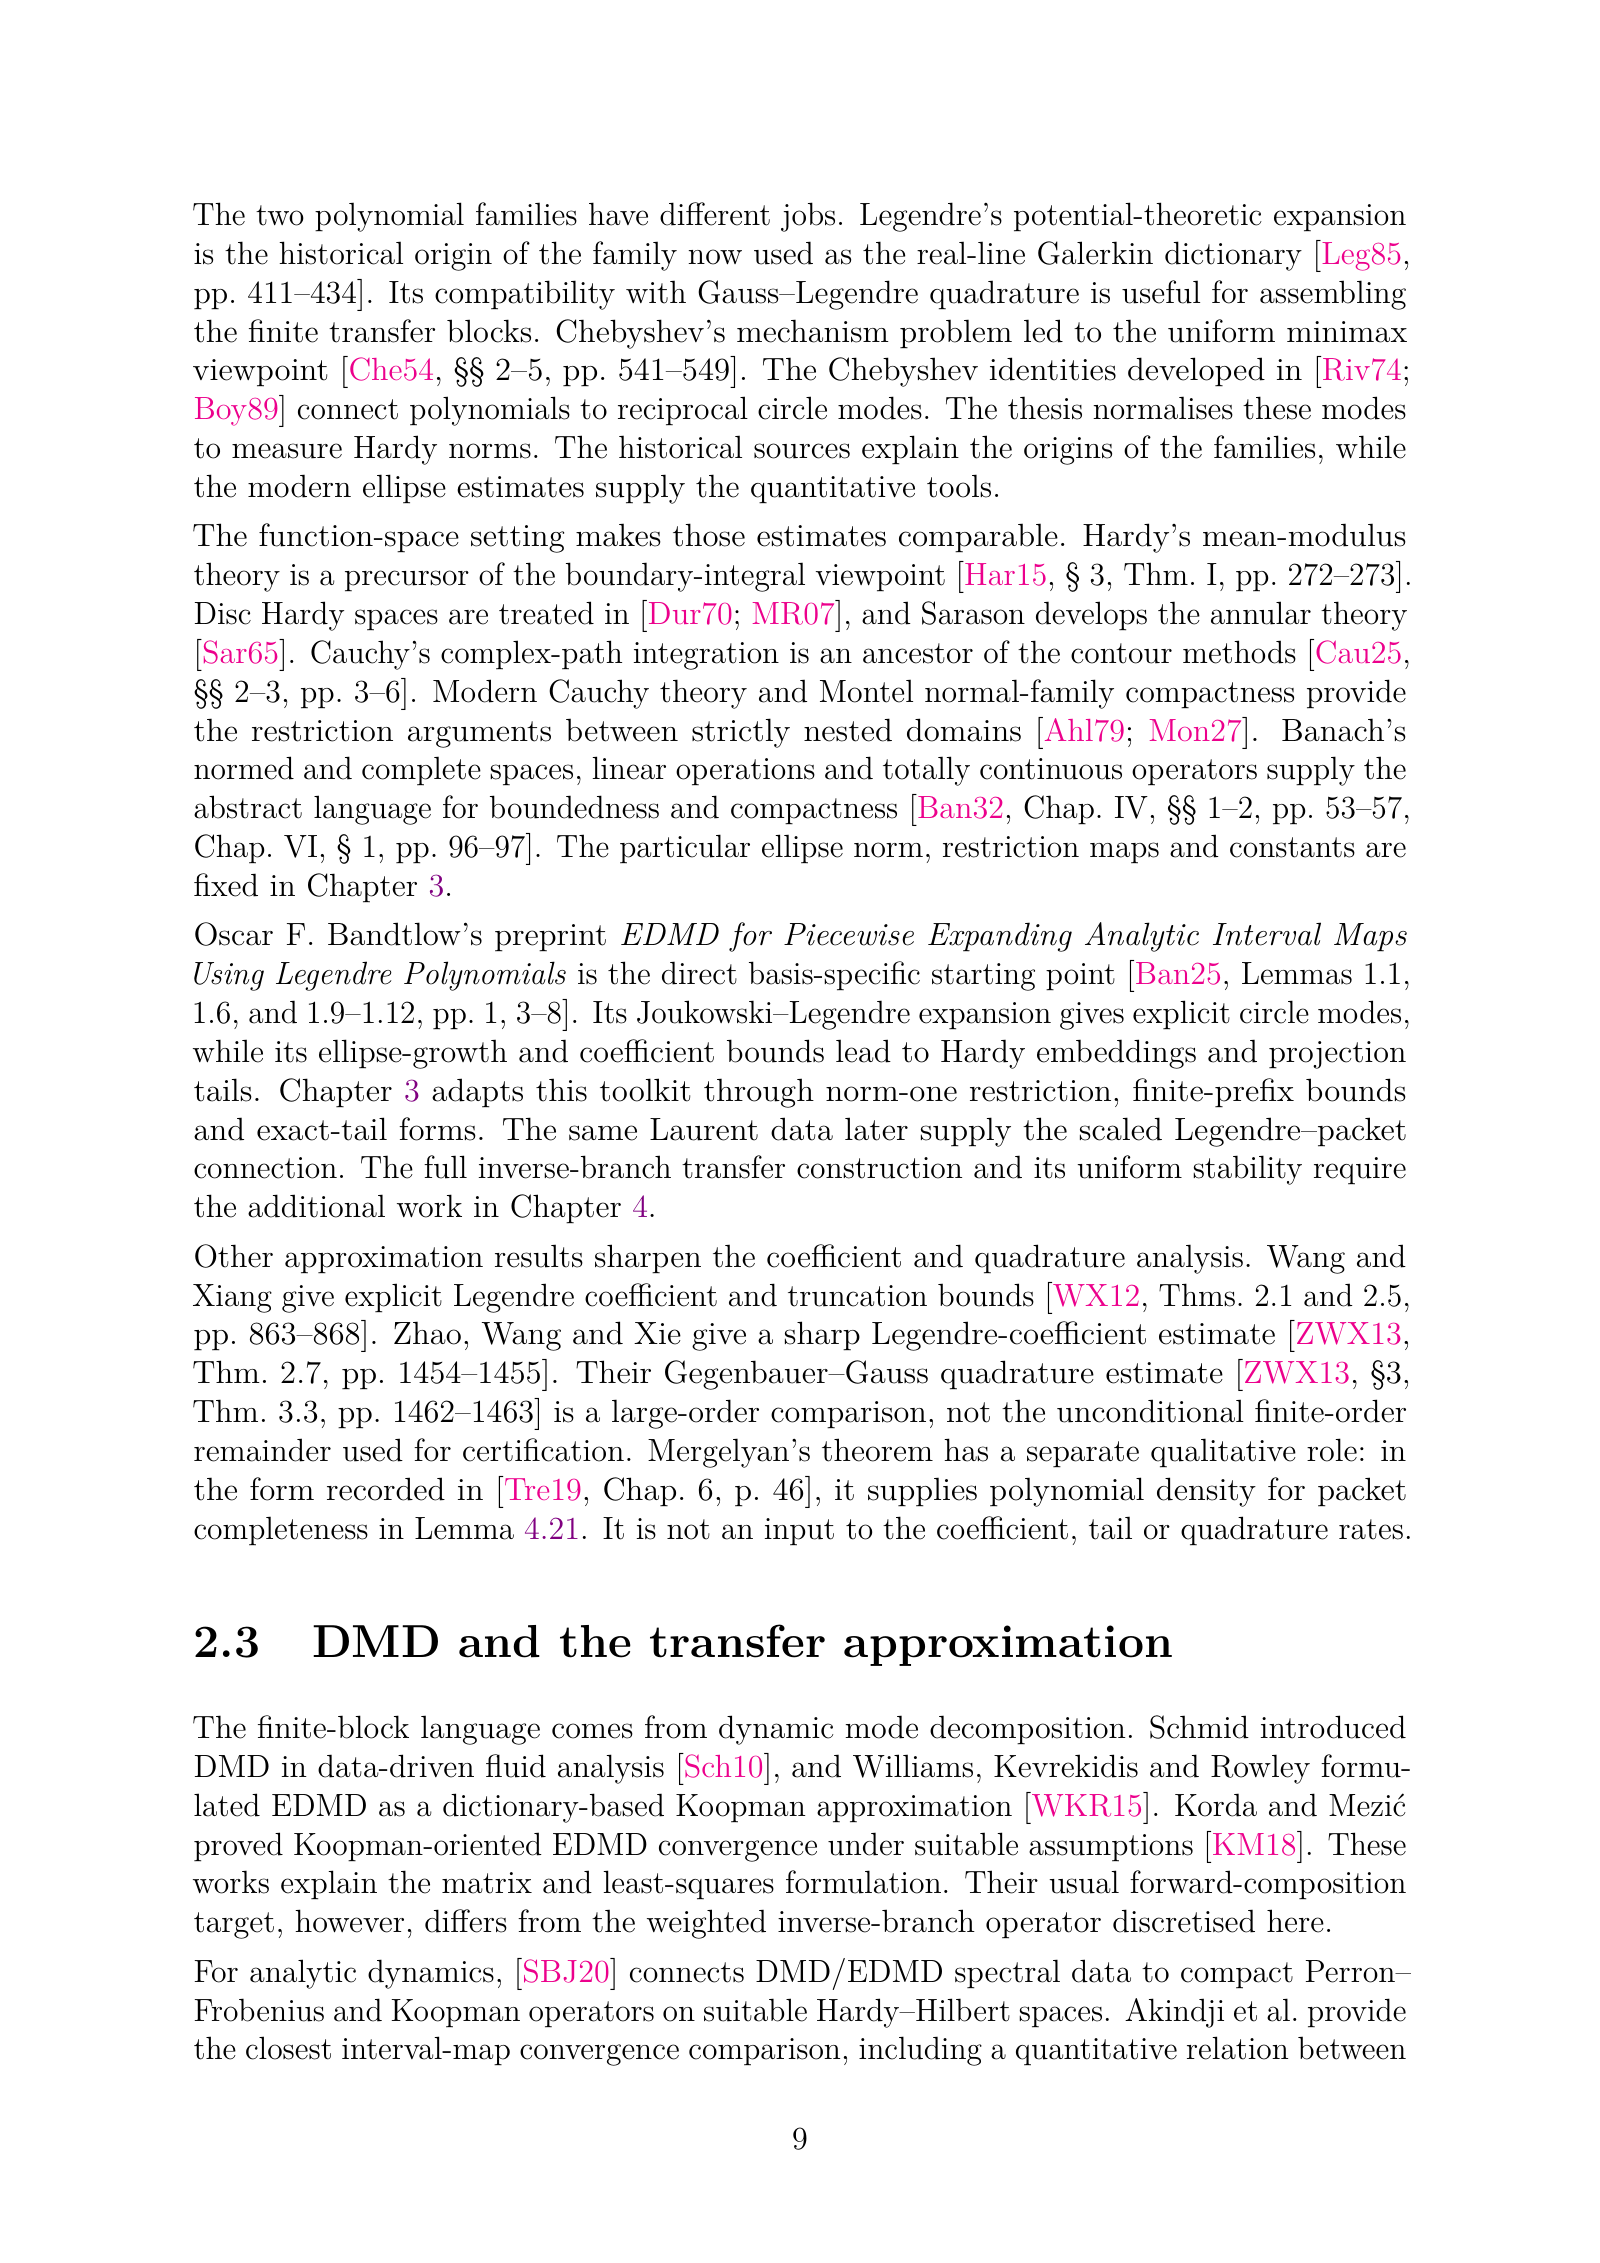 The two polynomial families have different jobs. Legendre's potential-theoretic expansion
is the historical origin of the family now used as the real-line Galerkin dictionary [Leg85,
pp. 411–434]. Its compatibility with Gauss–Legendre quadrature is useful for assembling
the finite transfer blocks. Chebyshev's mechanism problem led to the uniform minimax
viewpoint [Che54, §§ 2–5, pp. 541–549]. The Chebyshev identities developed in [Riv74;
Boy89] connect polynomials to reciprocal circle modes. The thesis normalises these modes
to measure Hardy norms. The historical sources explain the origins of the families, while
the modern ellipse estimates supply the quantitative tools.
The function-space setting makes those estimates comparable. Hardy's mean-modulus
theory is a precursor of the boundary-integral viewpoint [Har15, § 3, Thm. I, pp. 272–273].
Disc Hardy spaces are treated in [Dur70; MR07], and Sarason develops the annular theory
[Sar65]. Cauchy's complex-path integration is an ancestor of the contour methods [Cau25,
§§ 2–3, pp. 3–6]. Modern Cauchy theory and Montel normal-family compactness provide
the restriction arguments between strictly nested domains [Ahl79; Mon27]. Banach's
normed and complete spaces, linear operations and totally continuous operators supply the
abstract language for boundedness and compactness [Ban32, Chap. IV, §§ 1–2, pp. 53–57,
Chap. VI, § 1, pp. 96–97]. The particular ellipse norm, restriction maps and constants are
fixed in Chapter 3.
Oscar F. Bandtlow's preprint EDMD for Piecewise Expanding Analytic Interval Maps
Using Legendre Polynomials is the direct basis-specific starting point [Ban25, Lemmas 1.1,
1.6, and 1.9–1.12, pp. 1, 3–8]. Its Joukowski–Legendre expansion gives explicit circle modes,
while its ellipse-growth and coefficient bounds lead to Hardy embeddings and projection
tails. Chapter 3 adapts this toolkit through norm-one restriction, finite-prefix bounds
and exact-tail forms. The same Laurent data later supply the scaled Legendre–packet
connection. The full inverse-branch transfer construction and its uniform stability require
the additional work in Chapter 4.
Other approximation results sharpen the coefficient and quadrature analysis. Wang and
Xiang give explicit Legendre coefficient and truncation bounds [WX12, Thms. 2.1 and 2.5,
pp. 863–868]. Zhao, Wang and Xie give a sharp Legendre-coefficient estimate [ZWX13,
Thm. 2.7, pp. 1454–1455]. Their Gegenbauer–Gauss quadrature estimate [ZWX13, §3,
Thm. 3.3, pp. 1462–1463] is a large-order comparison, not the unconditional finite-order
remainder used for certification. Mergelyan's theorem has a separate qualitative role: in
the form recorded in [Tre19, Chap. 6, p. 46], it supplies polynomial density for packet
completeness in Lemma 4.21. It is not an input to the coefficient, tail or quadrature rates.
2.3 DMD and the transfer approximation
The finite-block language comes from dynamic mode decomposition. Schmid introduced
DMD in data-driven fluid analysis [Sch10], and Williams, Kevrekidis and Rowley formu-
lated EDMD as a dictionary-based Koopman approximation [WKR15]. Korda and Mezić
proved Koopman-oriented EDMD convergence under suitable assumptions [KM18]. These
works explain the matrix and least-squares formulation. Their usual forward-composition
target, however, differs from the weighted inverse-branch operator discretised here.
For analytic dynamics, [SBJ20] connects DMD/EDMD spectral data to compact Perron–
Frobenius and Koopman operators on suitable Hardy–Hilbert spaces. Akindji et al. provide
the closest interval-map convergence comparison, including a quantitative relation between
9